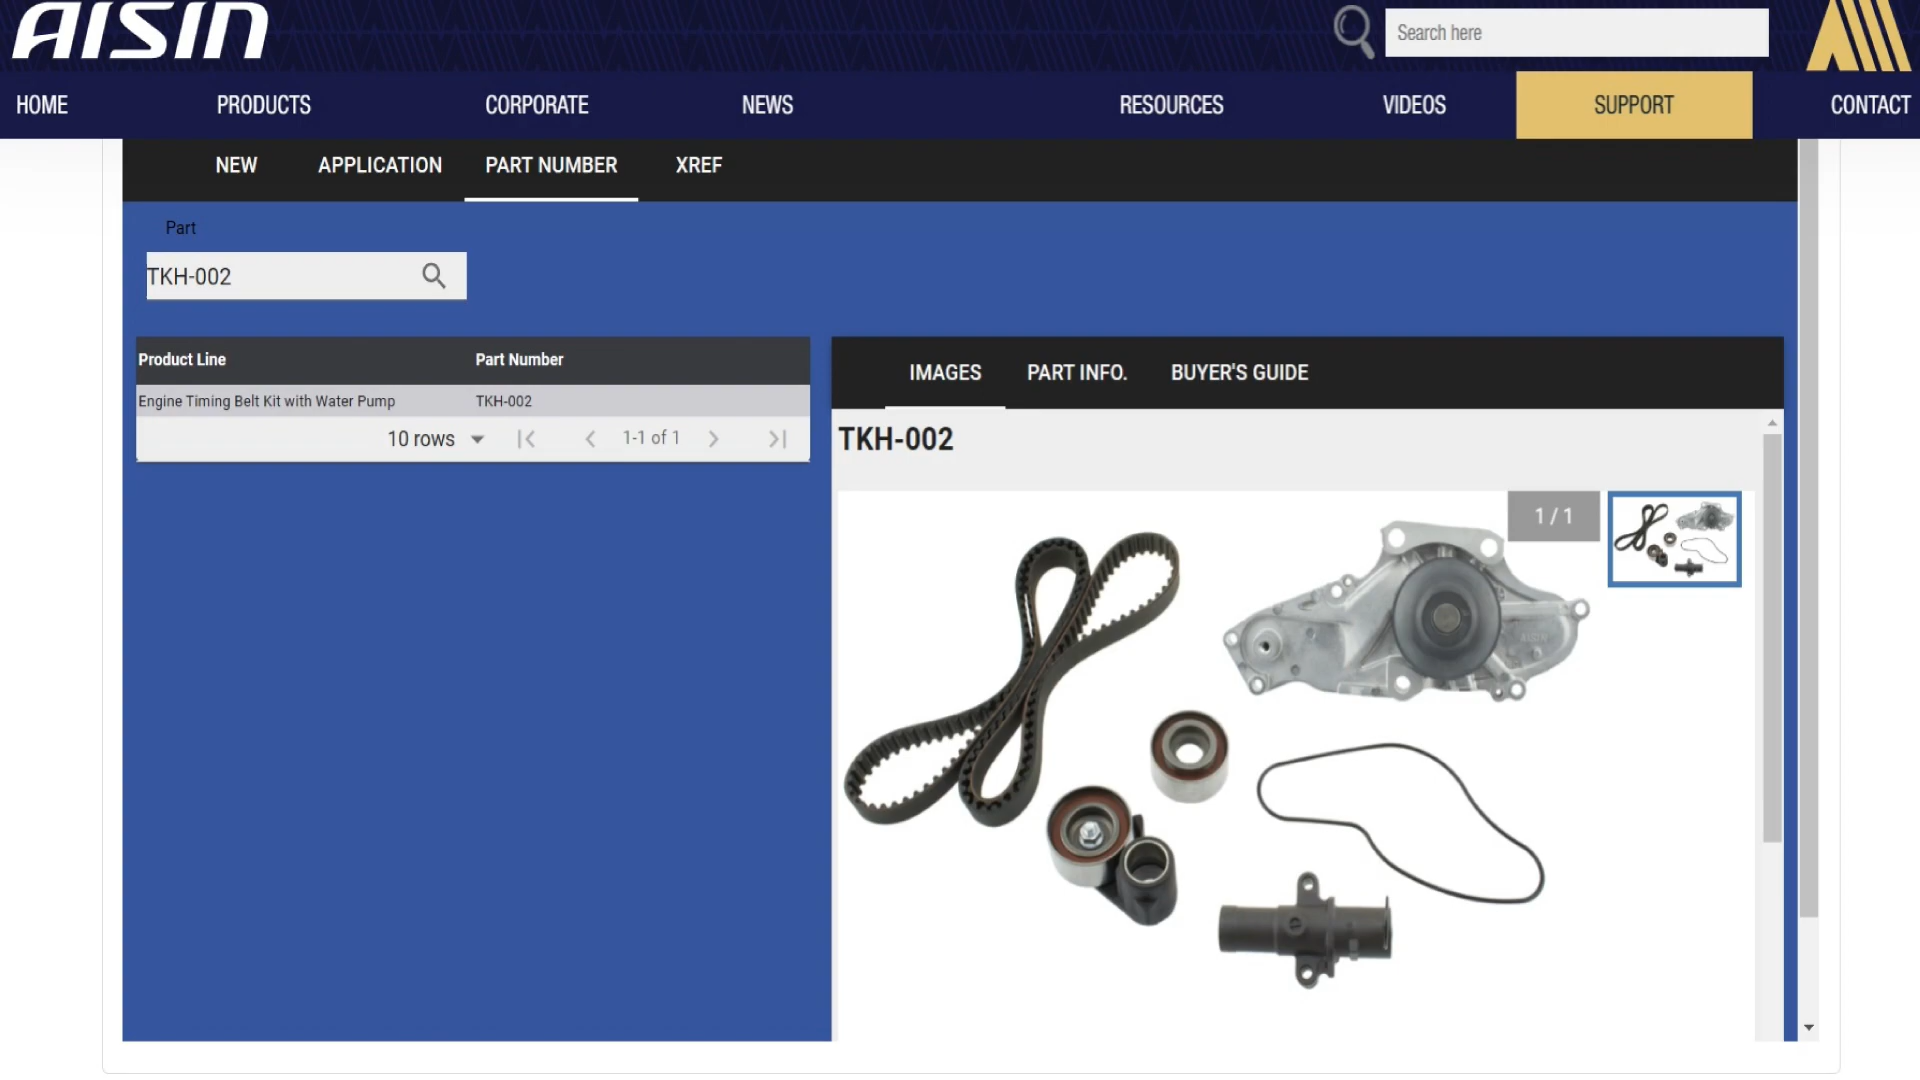 AISIN
Search here
HOME PRODUCTS CORPORATE NEWS RESOURCES VIDEOS SUPPORT CONTACT
NEW APPLICATION PART NUMBER XREF
Part
TKH-002
Product Line Part Number
Engine Timing Belt Kit with Water Pump TKH-002
10 rows 1-1 of 1
IMAGES PART INFO. BUYER'S GUIDE
TKH-002
1 / 1
AISIN